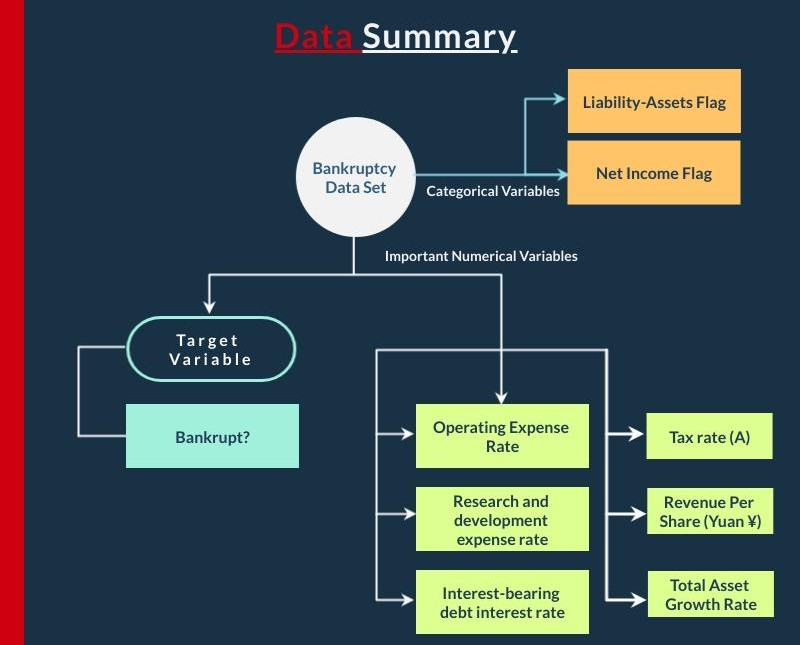 Data Summary
Liability-Assets Flag
Bankruptcy
Data Set
Net Income Flag
Categorical Variables
Important Numerical Variables
Target
Variable
Bankrupt?
Operating Expense
Rate
Tax rate (A)
Research and
development
expense rate
Revenue Per
Share (Yuan ¥)
Interest-bearing
debt interest rate
Total Asset
Growth Rate